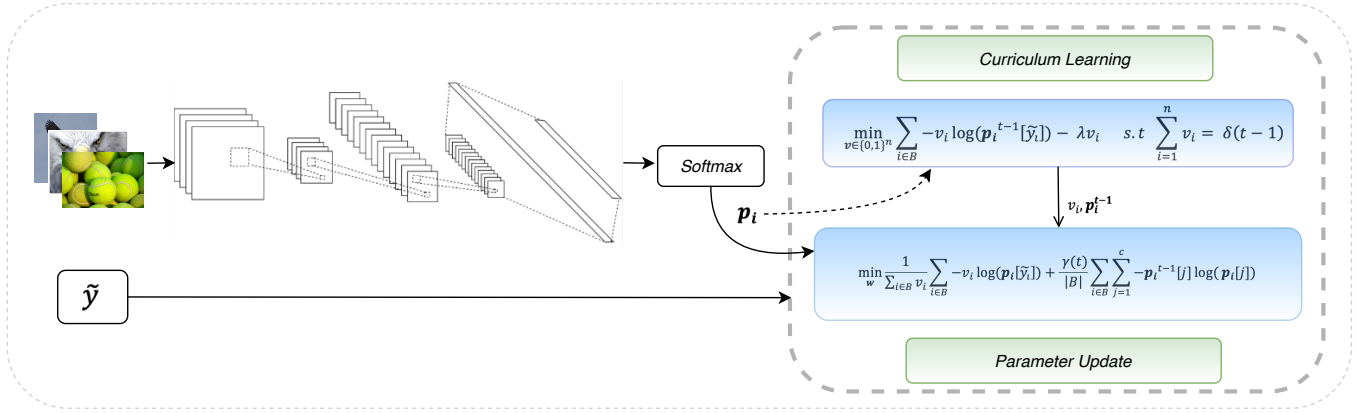 Curriculum Learning
min_{v∈{0,1}^n} ∑_{i∈B} −v_i log(p_i^{t−1}[ỹ_i]) − λv_i s.t ∑_{i=1}^{n} v_i = δ(t−1)
Softmax
p_i
v_i, p_i^{t−1}
min_w 1/(∑_{i∈B} v_i) ∑_{i∈B} −v_i log(p_i[ỹ_i]) + γ(t)/|B| ∑_{i∈B} ∑_{j=1}^{c} −p_i^{t−1}[j] log(p_i[j])
ỹ
Parameter Update